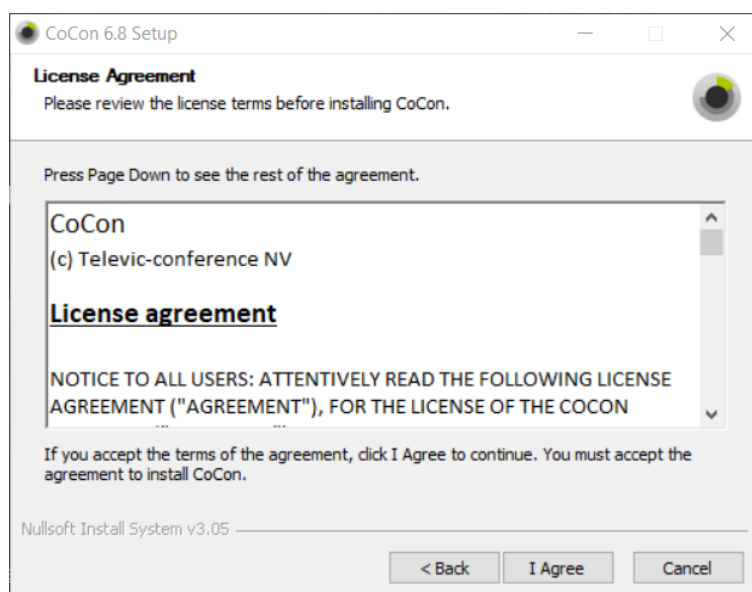 CoCon 6.8 Setup
License Agreement
Please review the license terms before installing CoCon.
Press Page Down to see the rest of the agreement.
CoCon
(c) Televic-conference NV
License agreement
NOTICE TO ALL USERS: ATTENTIVELY READ THE FOLLOWING LICENSE
AGREEMENT ("AGREEMENT"), FOR THE LICENSE OF THE COCON
If you accept the terms of the agreement, click I Agree to continue. You must accept the
agreement to install CoCon.
Nullsoft Install System v3.05
< Back
I Agree
Cancel